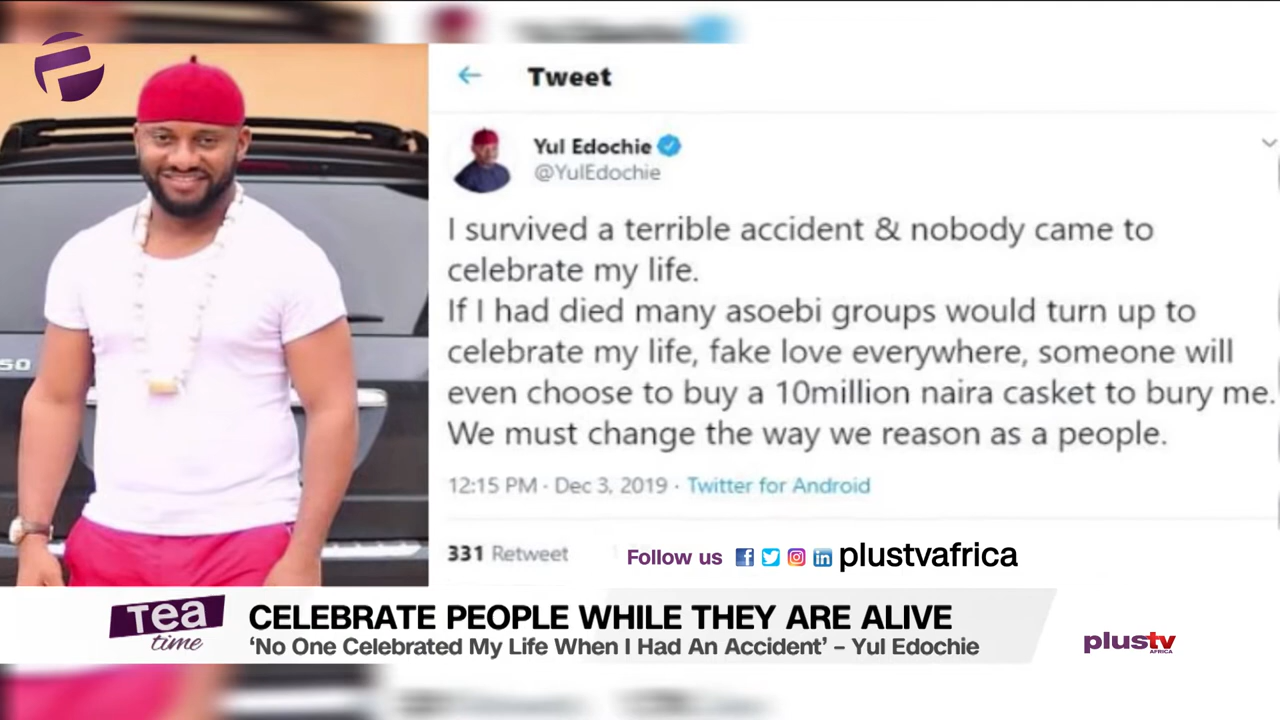 Tweet
Yul Edochie
@YulEdochie
I survived a terrible accident & nobody came to
celebrate my life.
If I had died many asoebi groups would turn up to
celebrate my life, fake love everywhere, someone will
even choose to buy a 10million naira casket to bury me.
We must change the way we reason as a people.
12:15 PM · Dec 3, 2019 · Twitter for Android
331 Retweet
Follow us plustvafrica
Tea
time
CELEBRATE PEOPLE WHILE THEY ARE ALIVE
‘No One Celebrated My Life When I Had An Accident’ – Yul Edochie
plustv
AFRICA